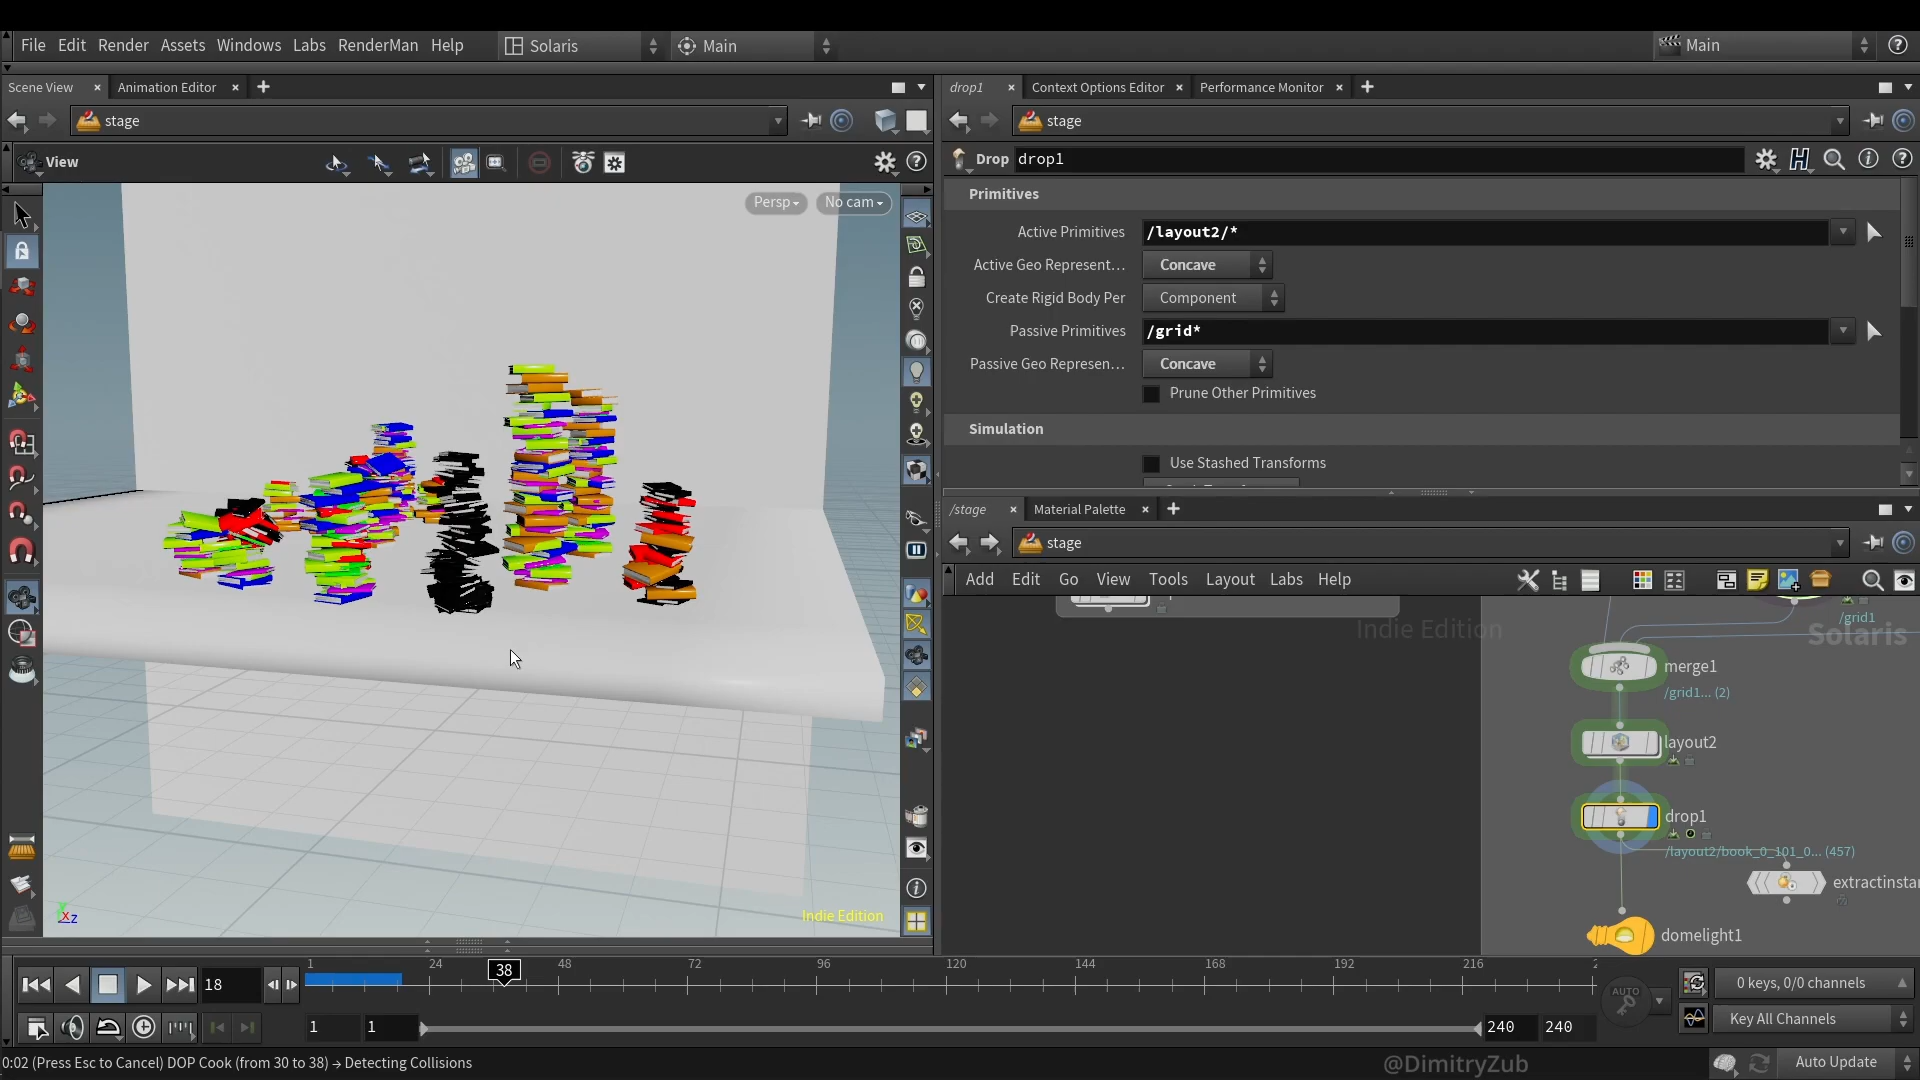 File Edit Render Assets Windows Labs RenderMan Help
Solaris
Main
Main
Scene View
Animation Editor
drop1
Context Options Editor
Performance Monitor
stage
stage
View
Drop drop1
Persp
No cam
Primitives
Active Primitives /layout2/*
Active Geo Represent... Concave
Create Rigid Body Per Component
Passive Primitives /grid*
Passive Geo Represen... Concave
Prune Other Primitives
Simulation
Use Stashed Transforms
/stage
Material Palette
stage
Add Edit Go View Tools Layout Labs Help
Indie Edition
Solaris
/grid1
merge1
/grid1... (2)
layout2
drop1
/layout2/book_0_101_0... (457)
extractinstar
domelight1
Indie Edition
1 24 38 48 72 96 120 144 168 192 216
18
AUTO
0 keys, 0/0 channels
1 1 240 240
Key All Channels
0:02 (Press Esc to Cancel) DOP Cook (from 30 to 38) → Detecting Collisions
@DimitryZub
Auto Update